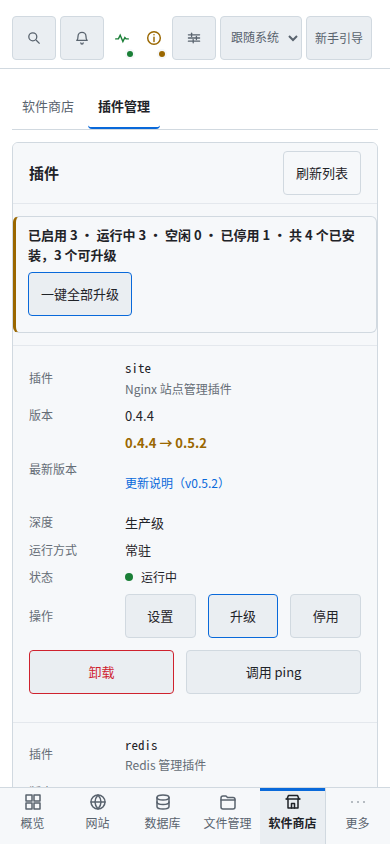 跟随系统
新手引导
软件商店 插件管理
插件 刷新列表
已启用 3 · 运行中 3 · 空闲 0 · 已停用 1 · 共 4 个已安
装，3 个可升级
一键全部升级
插件 site
Nginx 站点管理插件
版本 0.4.4
0.4.4 → 0.5.2
最新版本
更新说明（v0.5.2）
深度 生产级
运行方式 常驻
状态 运行中
操作 设置 升级 停用
卸载 调用 ping
插件 redis
Redis 管理插件
概览 网站 数据库 文件管理 软件商店 更多